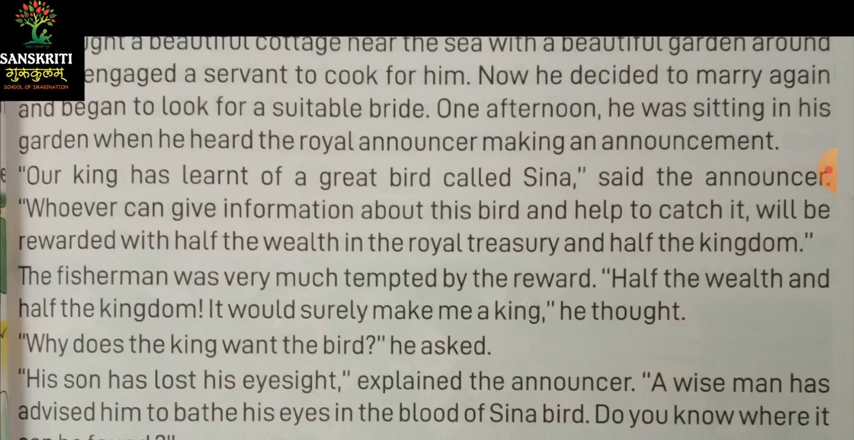 SANSKRITI
गुरुकुलम्
SCHOOL OF IMAGINATION
a beautiful cottage near the sea with a beautiful garden around
engaged a servant to cook for him. Now he decided to marry again
and began to look for a suitable bride. One afternoon, he was sitting in his
garden when he heard the royal announcer making an announcement.
"Our king has learnt of a great bird called Sina," said the announcer.
"Whoever can give information about this bird and help to catch it, will be
rewarded with half the wealth in the royal treasury and half the kingdom."
The fisherman was very much tempted by the reward. "Half the wealth and
half the kingdom! It would surely make me a king," he thought.
"Why does the king want the bird?" he asked.
"His son has lost his eyesight," explained the announcer. "A wise man has
advised him to bathe his eyes in the blood of Sina bird. Do you know where it